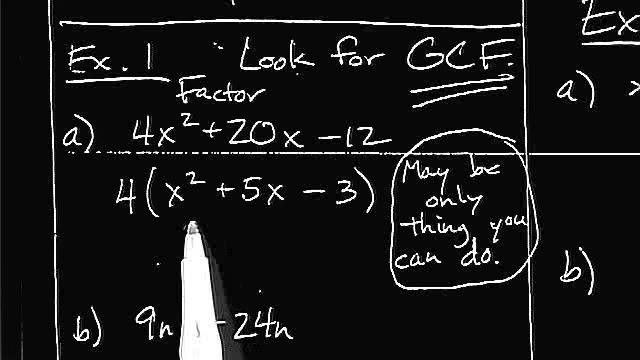 Ex. 1 Look for GCF.
Factor
a) 4x² + 20x - 12
4(x² + 5x - 3)
May be
only
thing you
can do.
b) 9n - 24n
Ex
a) x
b)